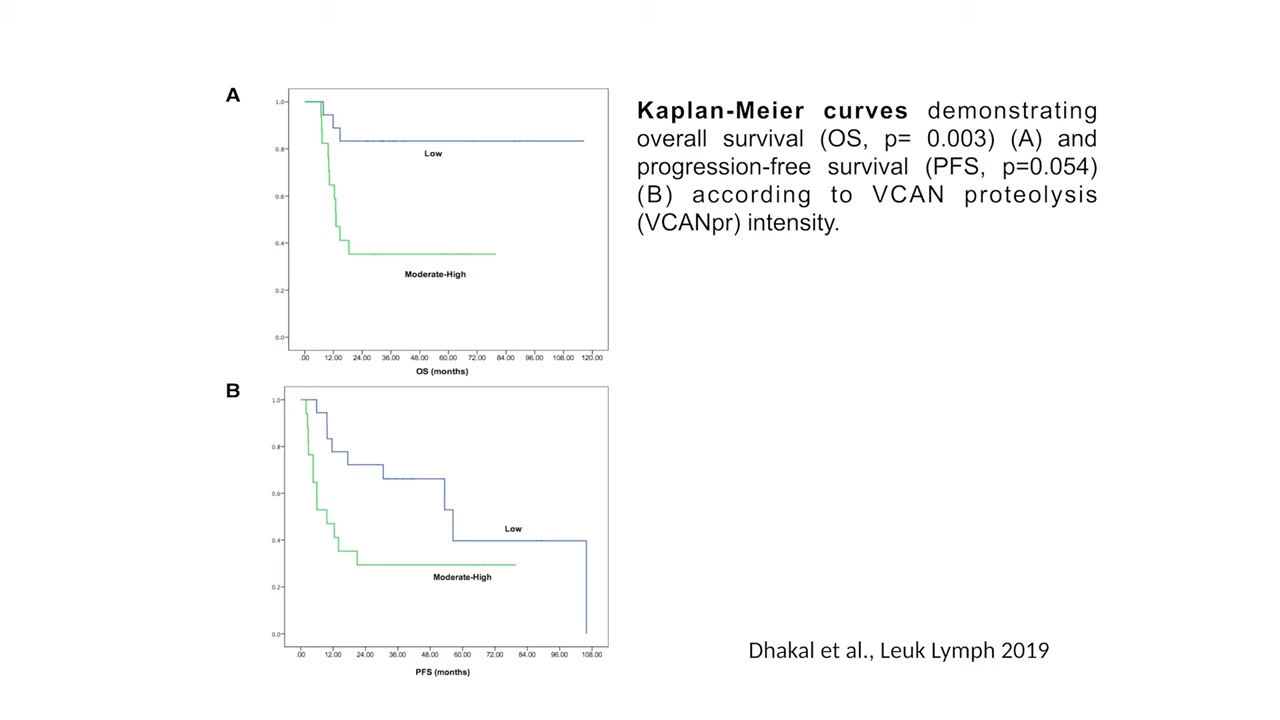 A
1.0
0.8
0.6
0.4
0.2
0.0
Low
Moderate-High
.00 12.00 24.00 36.00 48.00 60.00 72.00 84.00 96.00 108.00 120.00
OS (months)
Kaplan-Meier curves demonstrating
overall survival (OS, p= 0.003) (A) and
progression-free survival (PFS, p=0.054)
(B) according to VCAN proteolysis
(VCANpr) intensity.
B
1.0
0.8
0.6
0.4
0.2
0.0
Low
Moderate-High
.00 12.00 24.00 36.00 48.00 60.00 72.00 84.00 96.00 108.00
PFS (months)
Dhakal et al., Leuk Lymph 2019